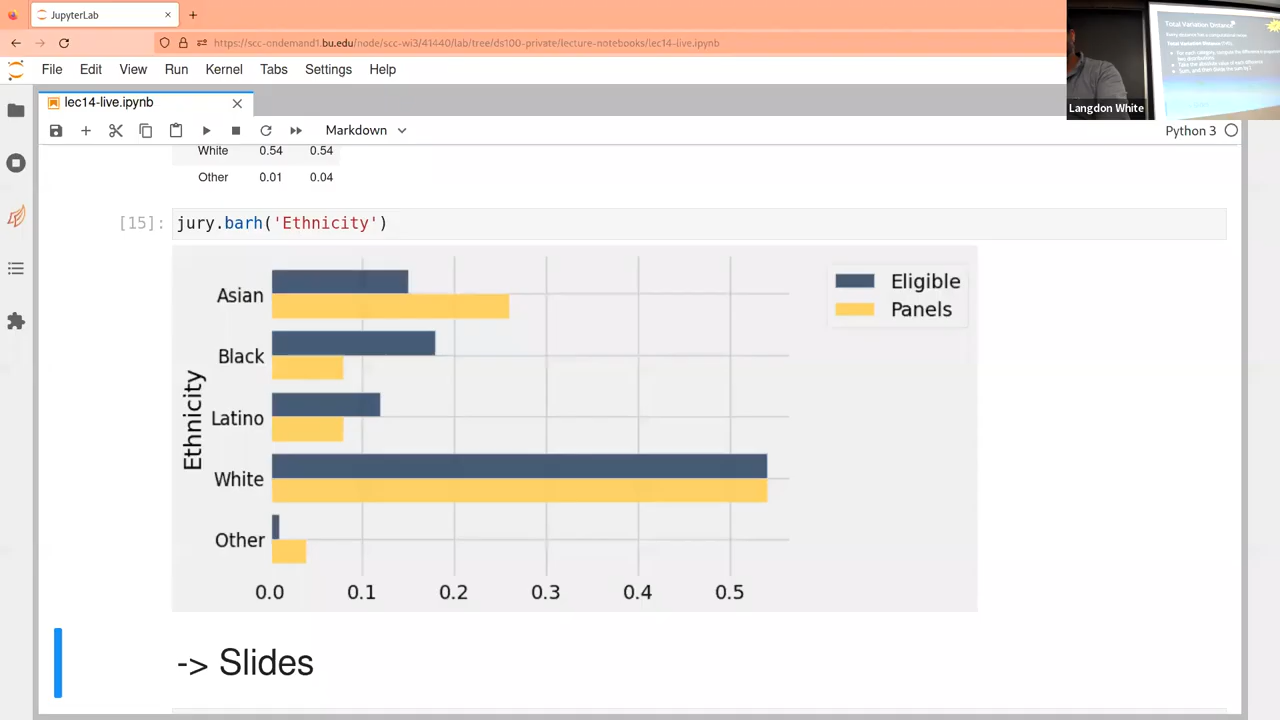 JupyterLab
https://scc-ondemand1.bu.edu/node/scc-wi3/41440/lab/tree/ds100-private/lecture-notebooks/lec14-live.ipynb
Total Variation Distance
Langdon White
File Edit View Run Kernel Tabs Settings Help
lec14-live.ipynb
Markdown
Python 3
White 0.54 0.54
Other 0.01 0.04
[15]: jury.barh('Ethnicity')
Eligible
Panels
Ethnicity
Asian
Black
Latino
White
Other
0.0 0.1 0.2 0.3 0.4 0.5
-> Slides